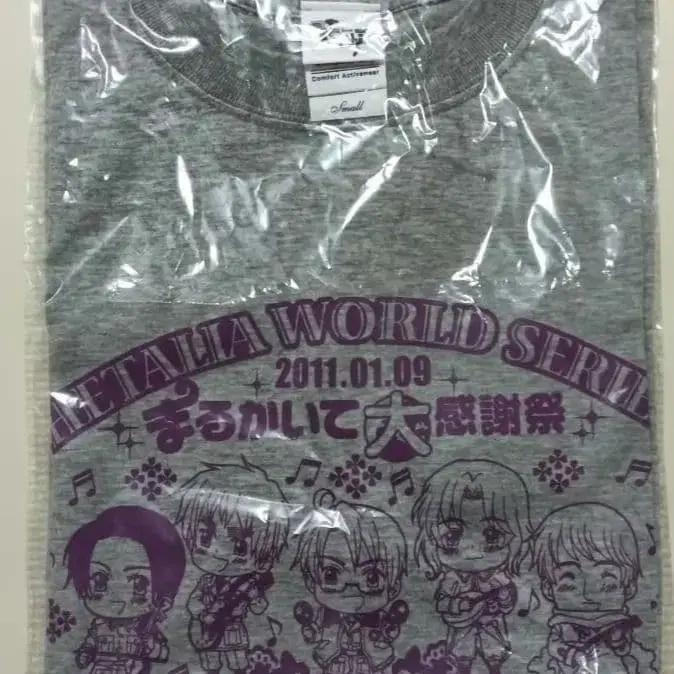 Comfort Activewear
Small
HETALIA WORLD SERIE
2011.01.09
まるかいて大感謝祭